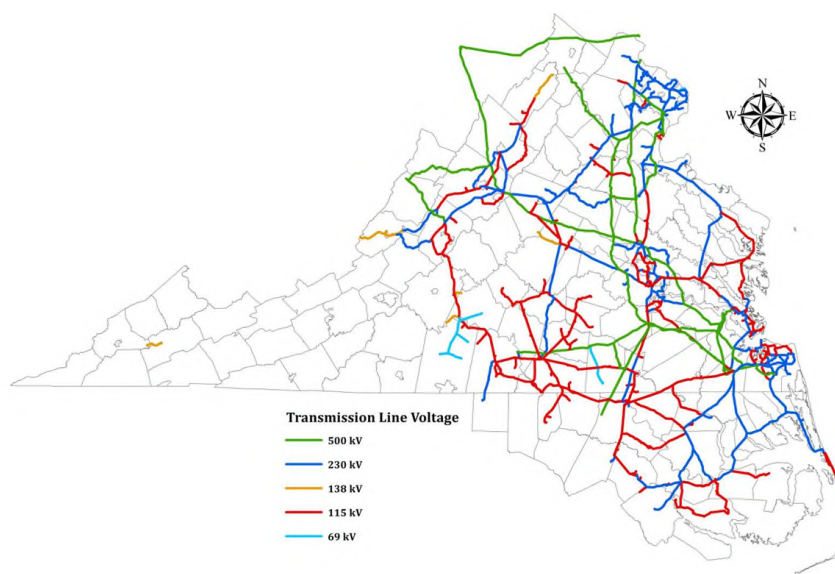 N
W E
S
Transmission Line Voltage
500 kV
230 kV
138 kV
115 kV
69 kV